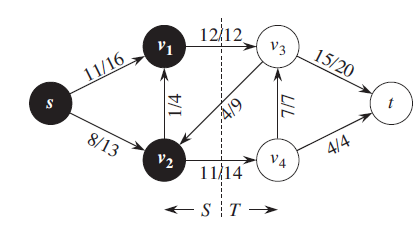 12/12
v1 v3
11/16 15/20
s 1/4 4/9 7/7 t
8/13 4/4
v2 v4
11/14
S T